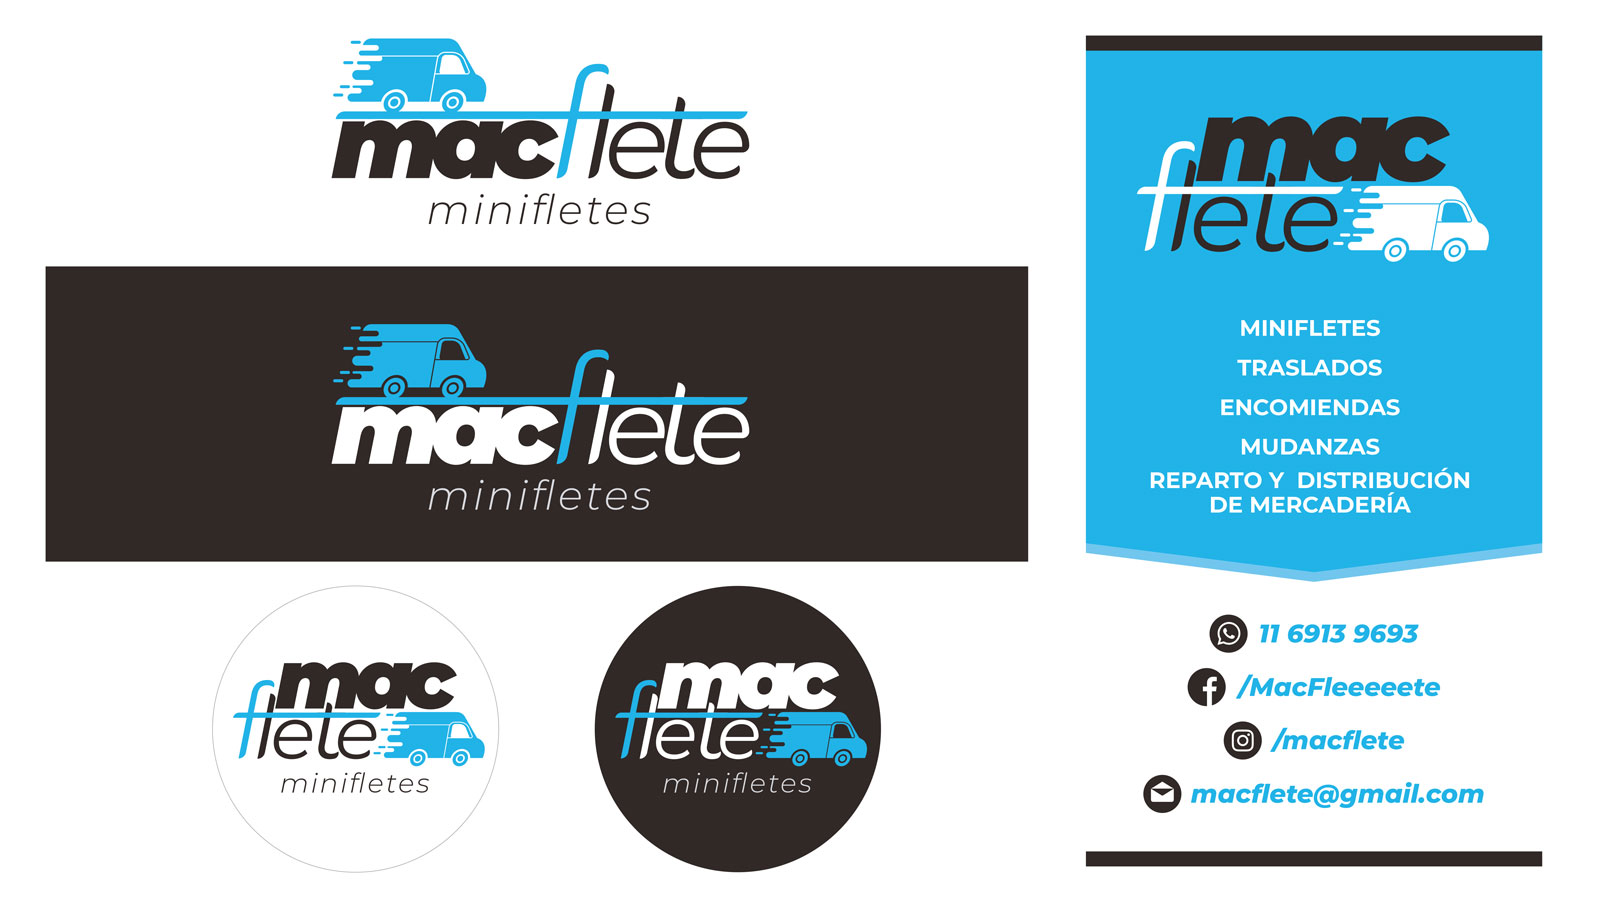 macflete
minifletes
macflete
minifletes
mac
flete
minifletes
mac
flete
minifletes
mac
flete
MINIFLETES
TRASLADOS
ENCOMIENDAS
MUDANZAS
REPARTO Y DISTRIBUCIÓN
DE MERCADERÍA
11 6913 9693
/MacFleeeeete
/macflete
macflete@gmail.com